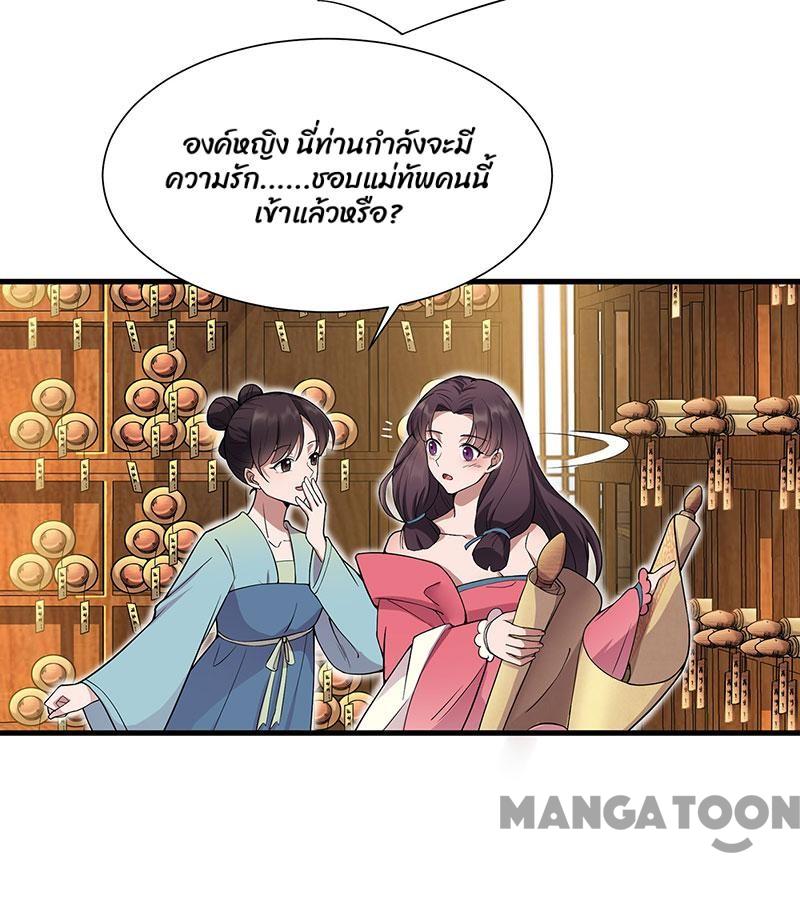 องค์หญิง นี่ท่านกำลังจะมี
ความรัก......ชอบแม่ทัพคนนี้
เข้าแล้วหรือ?
MANGATOON